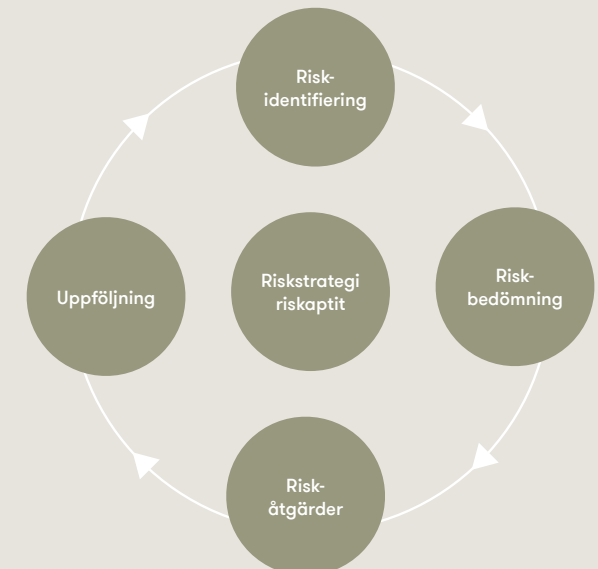 Risk-
identifiering
Uppföljning
Riskstrategi
riskaptit
Risk-
bedömning
Risk-
åtgärder